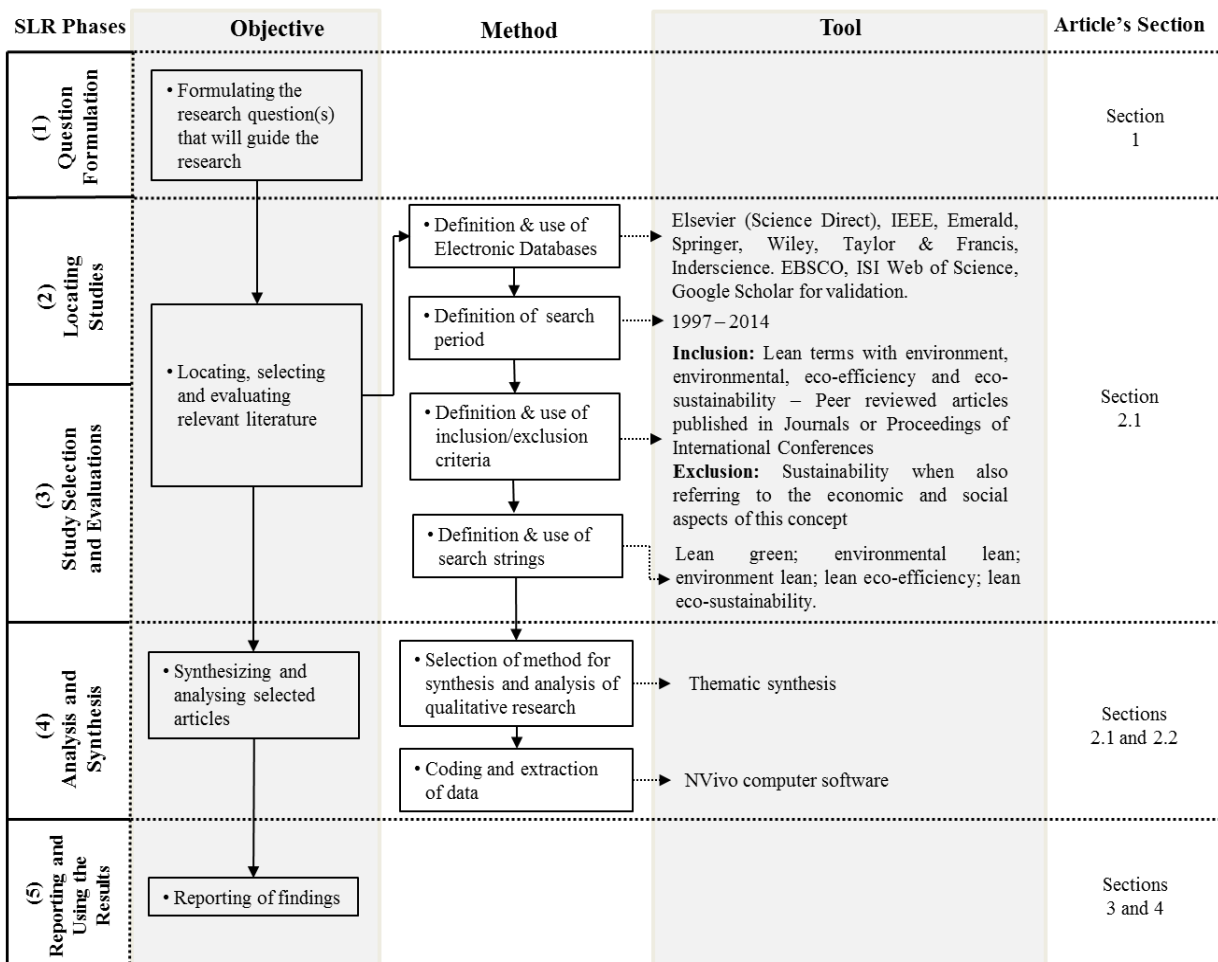 SLR Phases
Objective
Method
Tool
Article's Section
(1)
Question
Formulation
• Formulating the
research question(s)
that will guide the
research
Section
1
(2)
Locating
Studies
(3)
Study Selection
and Evaluations
• Locating, selecting
and evaluating
relevant literature
• Definition & use of
Electronic Databases
Elsevier (Science Direct), IEEE, Emerald,
Springer, Wiley, Taylor & Francis,
Inderscience. EBSCO, ISI Web of Science,
Google Scholar for validation.
• Definition of search
period
1997 – 2014
• Definition & use of
inclusion/exclusion
criteria
Inclusion: Lean terms with environment,
environmental, eco-efficiency and eco-
sustainability – Peer reviewed articles
published in Journals or Proceedings of
International Conferences
Exclusion: Sustainability when also
referring to the economic and social
aspects of this concept
• Definition & use of
search strings
Lean green; environmental lean;
environment lean; lean eco-efficiency; lean
eco-sustainability.
Section
2.1
(4)
Analysis and
Synthesis
• Synthesizing and
analysing selected
articles
• Selection of method for
synthesis and analysis of
qualitative research
Thematic synthesis
• Coding and extraction
of data
NVivo computer software
Sections
2.1 and 2.2
(5)
Reporting and
Using the
Results
• Reporting of findings
Sections
3 and 4